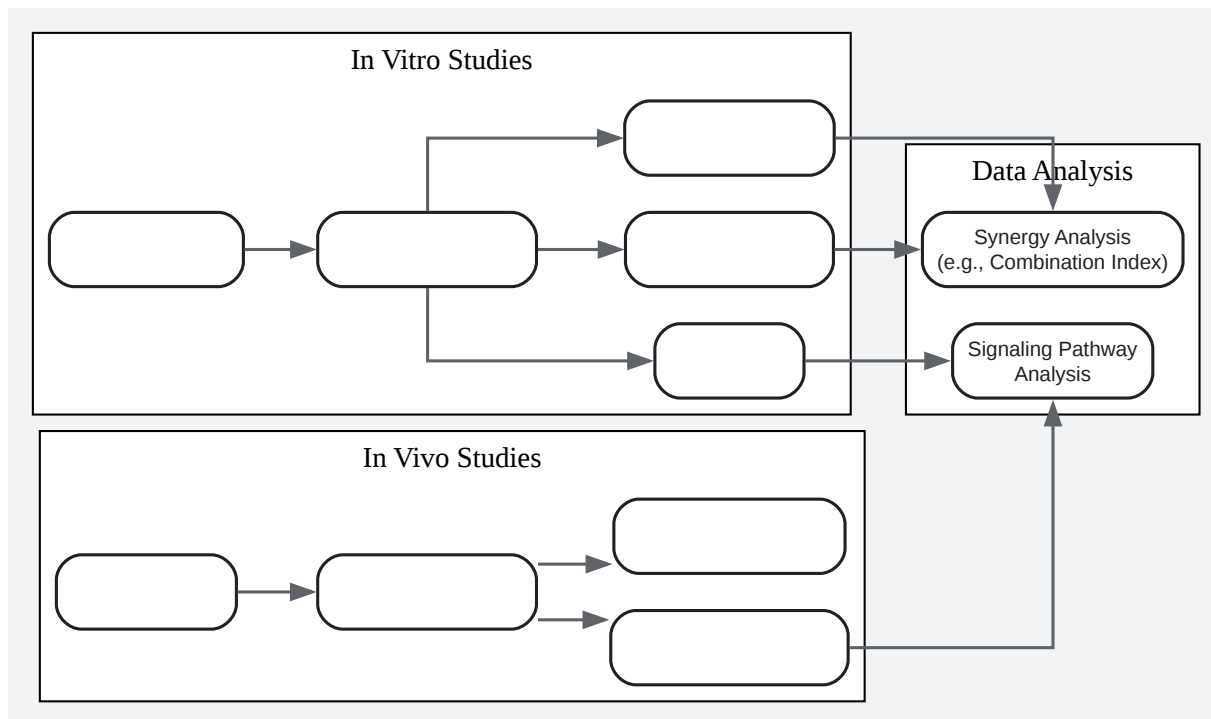 In Vitro Studies
Data Analysis
Synergy Analysis
(e.g., Combination Index)
Signaling Pathway
Analysis
In Vivo Studies